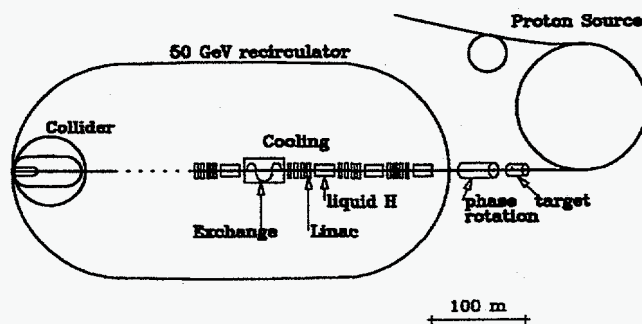 Proton Source
50 GeV recirculator
Collider
Cooling
liquid H
phase
rotation
target
Exchange
Linac
100 m